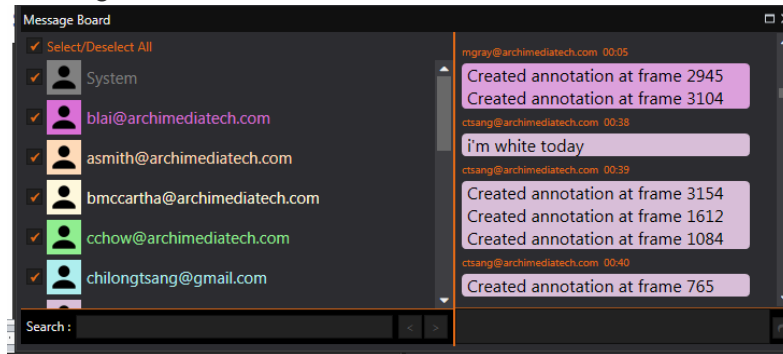 Message Board
Select/Deselect All
System
blai@archimediatech.com
asmith@archimediatech.com
bmccartha@archimediatech.com
cchow@archimediatech.com
chilongtsang@gmail.com
Search :
mgray@archimediatech.com 00:05
Created annotation at frame 2945
Created annotation at frame 3104
ctsang@archimediatech.com 00:38
i'm white today
ctsang@archimediatech.com 00:39
Created annotation at frame 3154
Created annotation at frame 1612
Created annotation at frame 1084
ctsang@archimediatech.com 00:40
Created annotation at frame 765